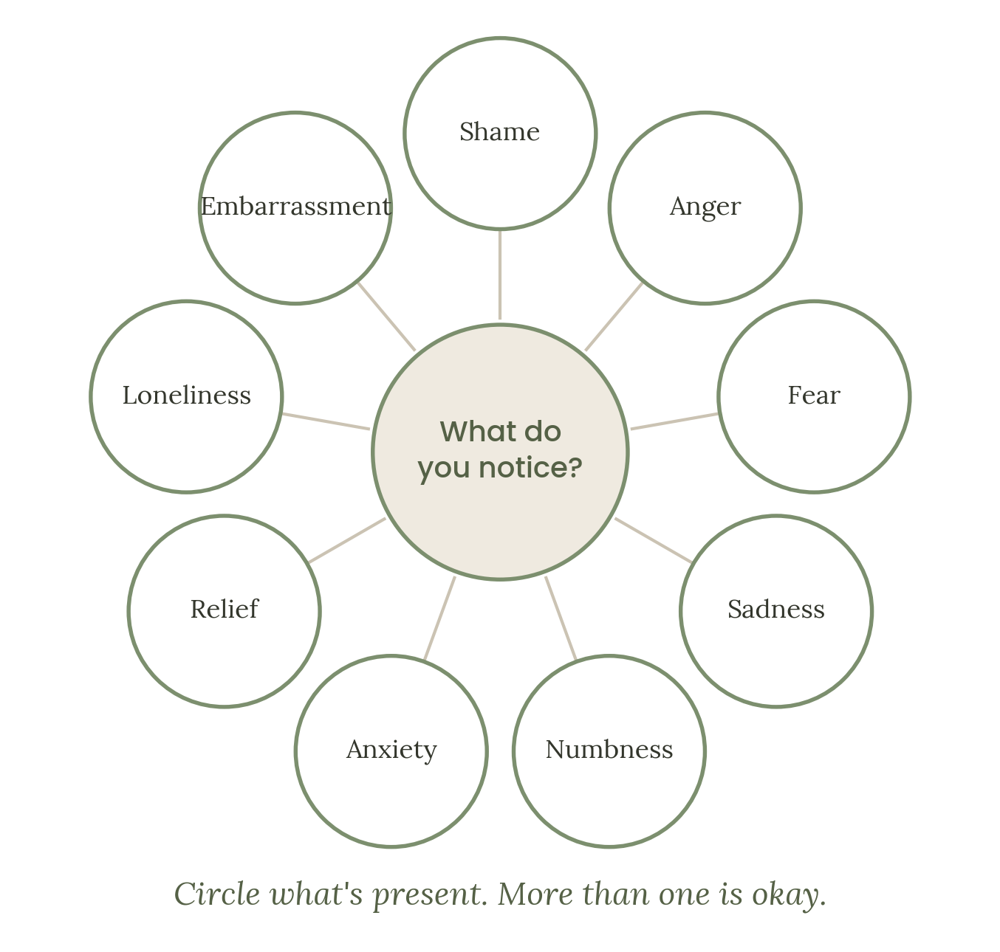 Shame
Embarrassment
Anger
Loneliness
Fear
What do
you notice?
Relief
Sadness
Anxiety
Numbness
Circle what's present. More than one is okay.